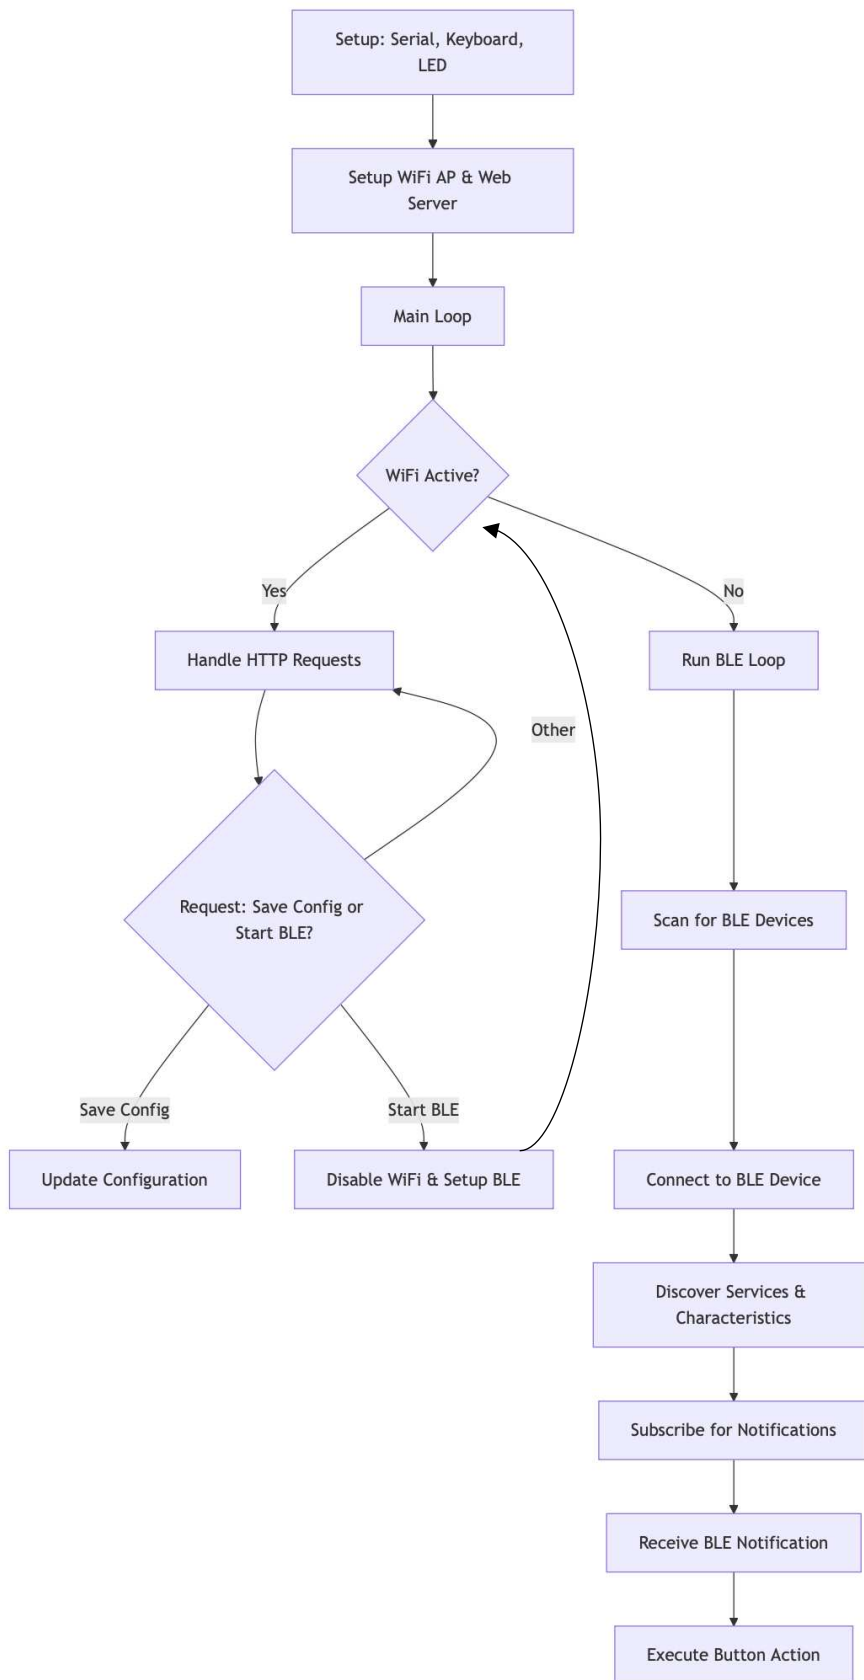 Setup: Serial, Keyboard,
LED
Setup WiFi AP & Web
Server
Main Loop
WiFi Active?
Yes
No
Handle HTTP Requests
Run BLE Loop
Other
Request: Save Config or
Start BLE?
Scan for BLE Devices
Save Config
Start BLE
Update Configuration
Disable WiFi & Setup BLE
Connect to BLE Device
Discover Services &
Characteristics
Subscribe for Notifications
Receive BLE Notification
Execute Button Action